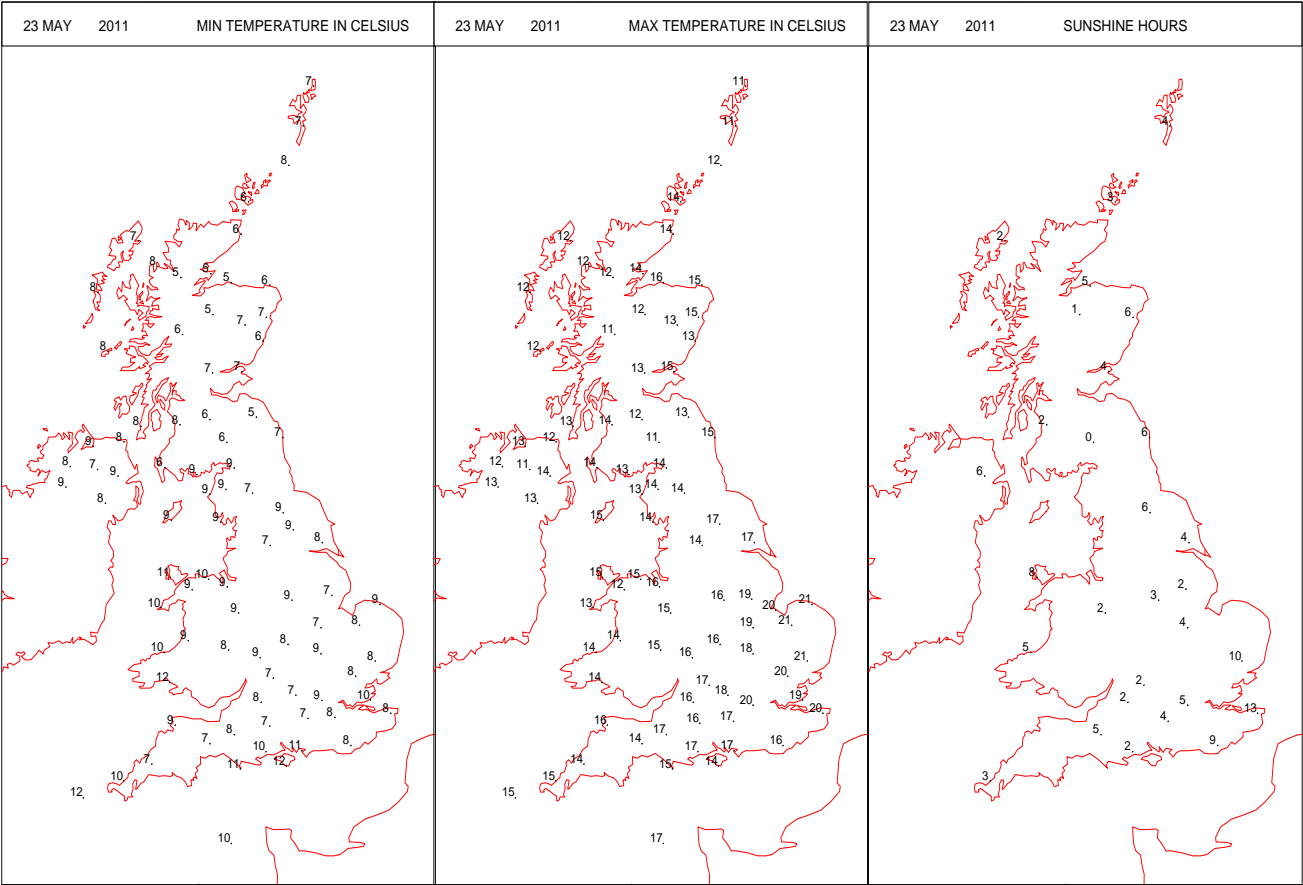 23 MAY 2011 MIN TEMPERATURE IN CELSIUS
7.
7.
8.
6.
6.
7.
8. 5. 5. 6.
8.
5. 7.
7.
6. 6.
8.
7. 7.
6. 5.
8. 8.
9. 8. 6. 7.
8. 7. 9. 6. 9. 9.
9. 9. 9. 7.
8.
9. 9. 9.
9.
7. 8.
11. 10.
9. 9. 9. 7.
10. 9. 9.
7. 8.
9. 8.
10. 8. 9. 9. 8.
12. 7. 8.
8. 7. 9. 10.
9. 7. 7. 8. 8.
8.
7. 10. 11. 8.
7. 11. 12.
10.
12.
10.
23 MAY 2011 MAX TEMPERATURE IN CELSIUS
11.
11.
12.
14.
14.
12.
12. 12. 14. 16. 15.
12.
12. 15.
13.
11. 13.
12.
13. 15.
12. 13.
13. 14.
13. 12. 11. 15.
12. 11. 14. 14. 13. 14.
13. 13. 14. 14.
13.
15. 14. 17.
14. 17.
15. 15.
12. 16.
13. 15. 16. 19. 20. 21.
19. 21.
14. 16.
14. 15. 16. 18. 21.
14. 17. 20.
16. 18. 20. 19.
16. 16. 17. 20.
17.
14. 16. 17. 16.
14. 15. 14.
15.
15.
17.
23 MAY 2011 SUNSHINE HOURS
4.
3.
2.
5.
1. 6.
4.
2.
0. 6.
6.
6.
4.
8.
2.
3.
2.
4.
5.
10.
2.
2. 5.
13.
4.
5.
2. 9.
3.